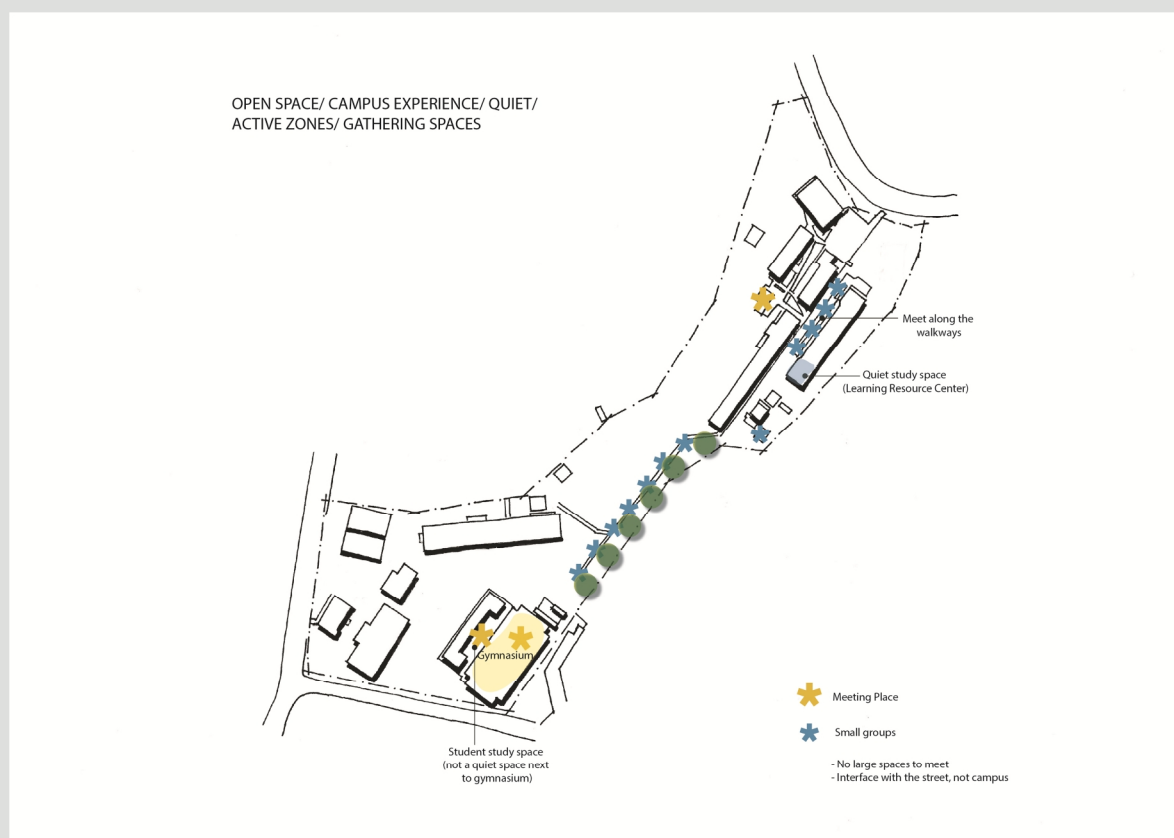 OPEN SPACE/ CAMPUS EXPERIENCE/ QUIET/
ACTIVE ZONES/ GATHERING SPACES
Meet along the
walkways
Quiet study space
(Learning Resource Center)
Gymnasium
Student study space
(not a quiet space next
to gymnasium)
Meeting Place
Small groups
- No large spaces to meet
- Interface with the street, not campus